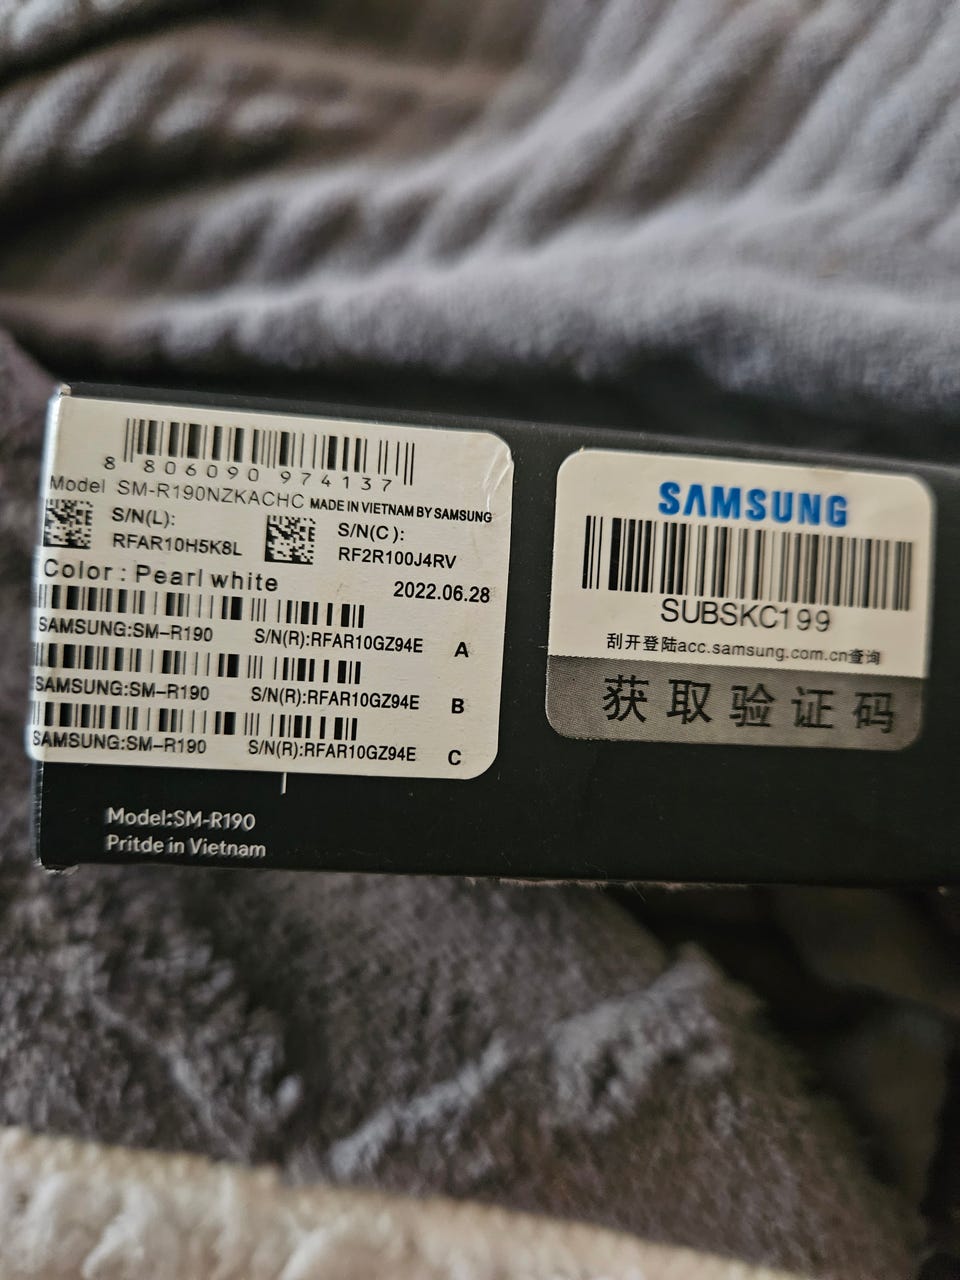 8 806090 974137
Model SM-R190NZKACHC MADE IN VIETNAM BY SAMSUNG
S/N(L):
RFAR10H5K8L
S/N(C):
RF2R100J4RV
Color : Pearl white
2022.06.28
SAMSUNG:SM-R190 S/N(R):RFAR10GZ94E A
SAMSUNG:SM-R190 S/N(R):RFAR10GZ94E B
SAMSUNG:SM-R190 S/N(R):RFAR10GZ94E C
Model:SM-R190
Pritde in Vietnam
SAMSUNG
SUBSKC199
刮开登陆acc.samsung.com.cn查询
获取验证码